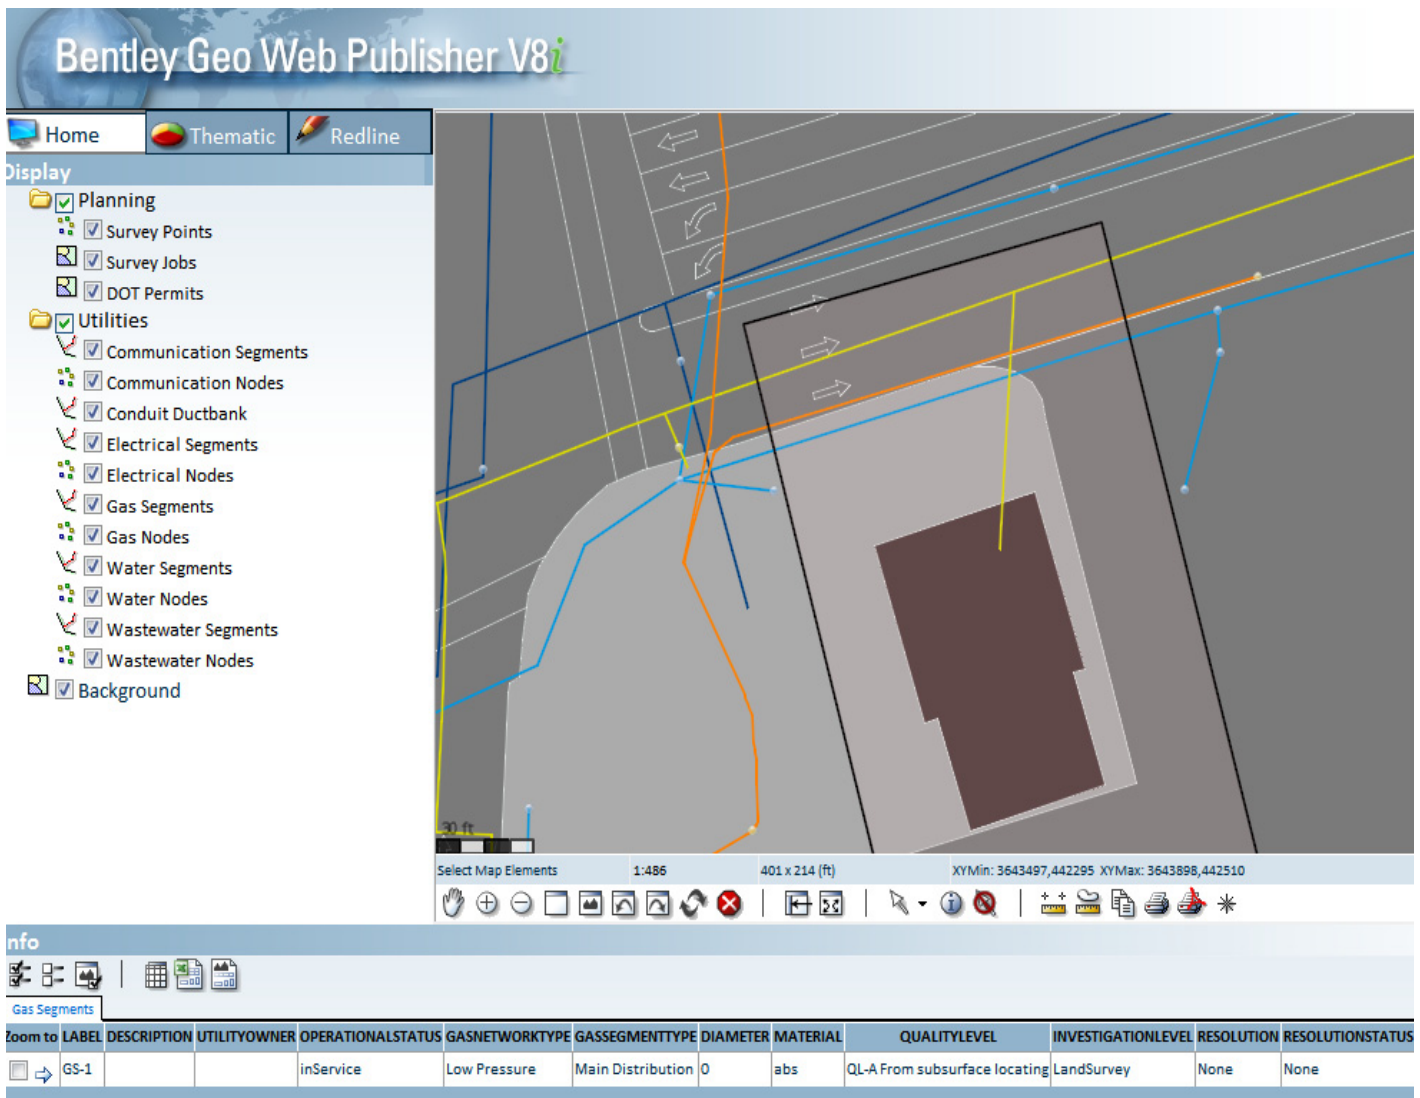 Bentley Geo Web Publisher V8i
Home Thematic Redline
Display
Planning
Survey Points
Survey Jobs
DOT Permits
Utilities
Communication Segments
Communication Nodes
Conduit Ductbank
Electrical Segments
Electrical Nodes
Gas Segments
Gas Nodes
Water Segments
Water Nodes
Wastewater Segments
Wastewater Nodes
Background
30 ft
Select Map Elements 1:486 401 x 214 (ft) XYMin: 3643497,442295 XYMax: 3643898,442510
nfo
Gas Segments
Zoom to LABEL DESCRIPTION UTILITYOWNER OPERATIONALSTATUS GASNETWORKTYPE GASSEGMENTTYPE DIAMETER MATERIAL QUALITYLEVEL INVESTIGATIONLEVEL RESOLUTION RESOLUTIONSTATUS
GS-1 inService Low Pressure Main Distribution 0 abs QL-A From subsurface locating LandSurvey None None